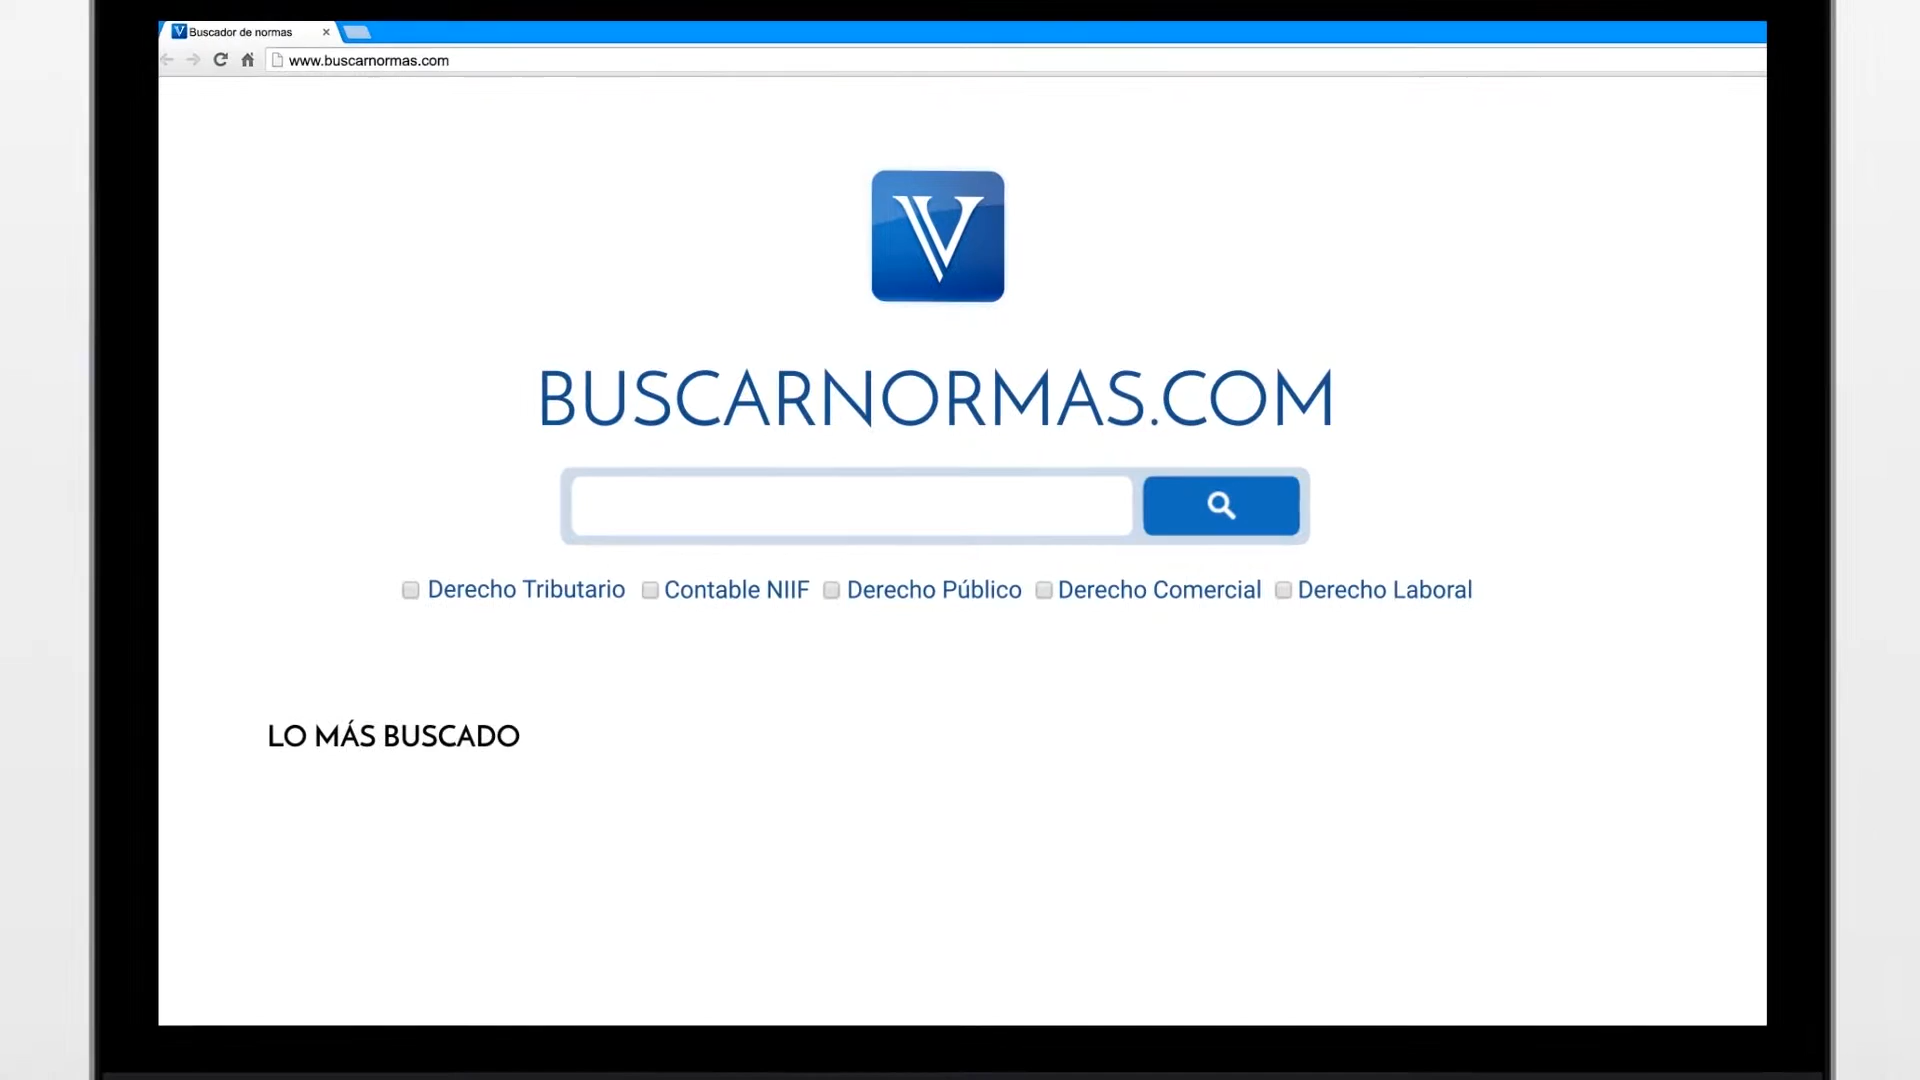 V Buscador de normas
www.buscarnormas.com
V
BUSCARNORMAS.COM
Derecho Tributario Contable NIIF Derecho Público Derecho Comercial Derecho Laboral
LO MÁS BUSCADO